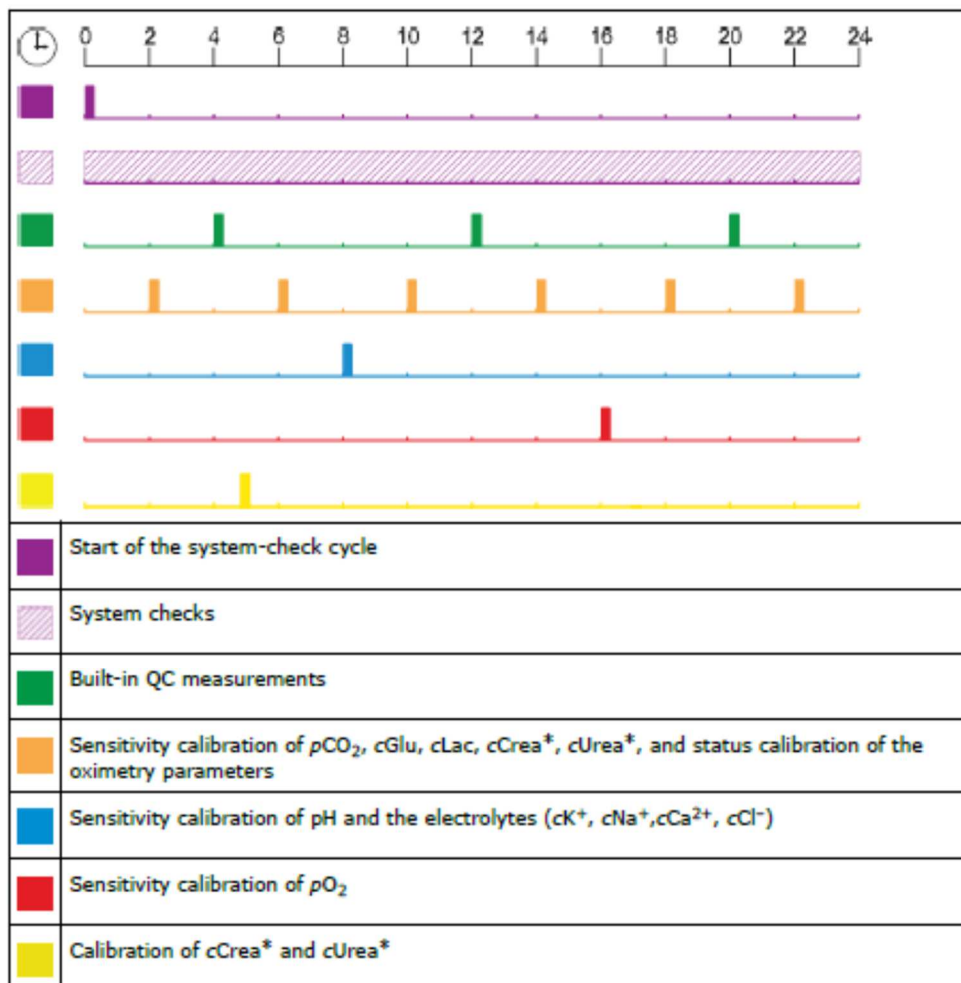 0 2 4 6 8 10 12 14 16 18 20 22 24
Start of the system-check cycle
System checks
Built-in QC measurements
Sensitivity calibration of pCO₂, cGlu, cLac, cCrea*, cUrea*, and status calibration of the
oximetry parameters
Sensitivity calibration of pH and the electrolytes (cK⁺, cNa⁺,cCa²⁺, cCl⁻)
Sensitivity calibration of pO₂
Calibration of cCrea* and cUrea*